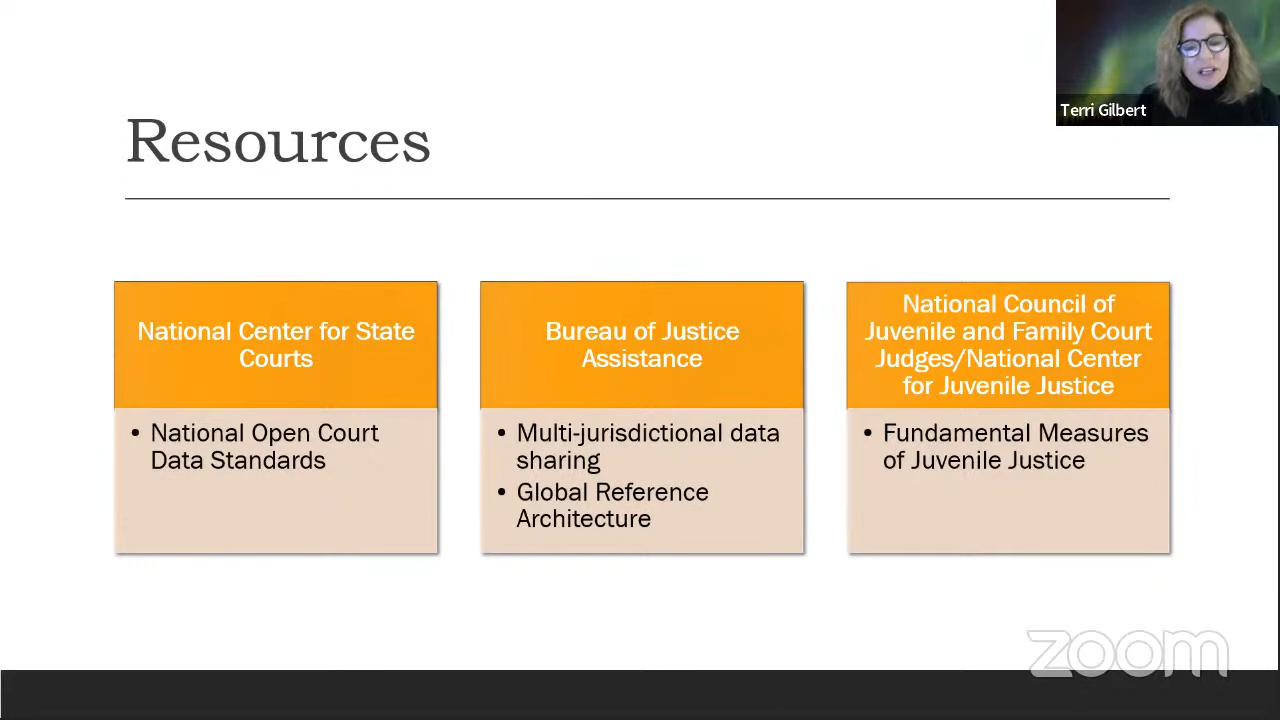 Terri Gilbert
Resources
National Center for State
Courts
• National Open Court
Data Standards
Bureau of Justice
Assistance
• Multi-jurisdictional data
sharing
• Global Reference
Architecture
National Council of
Juvenile and Family Court
Judges/National Center
for Juvenile Justice
• Fundamental Measures
of Juvenile Justice
zoom